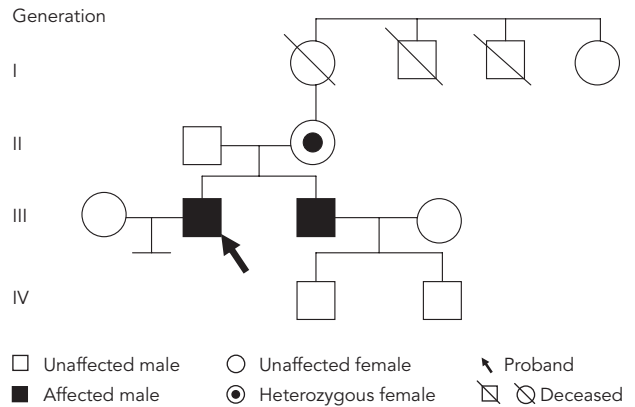 Generation
I
II
III
IV
Unaffected male Unaffected female Proband
Affected male Heterozygous female Deceased